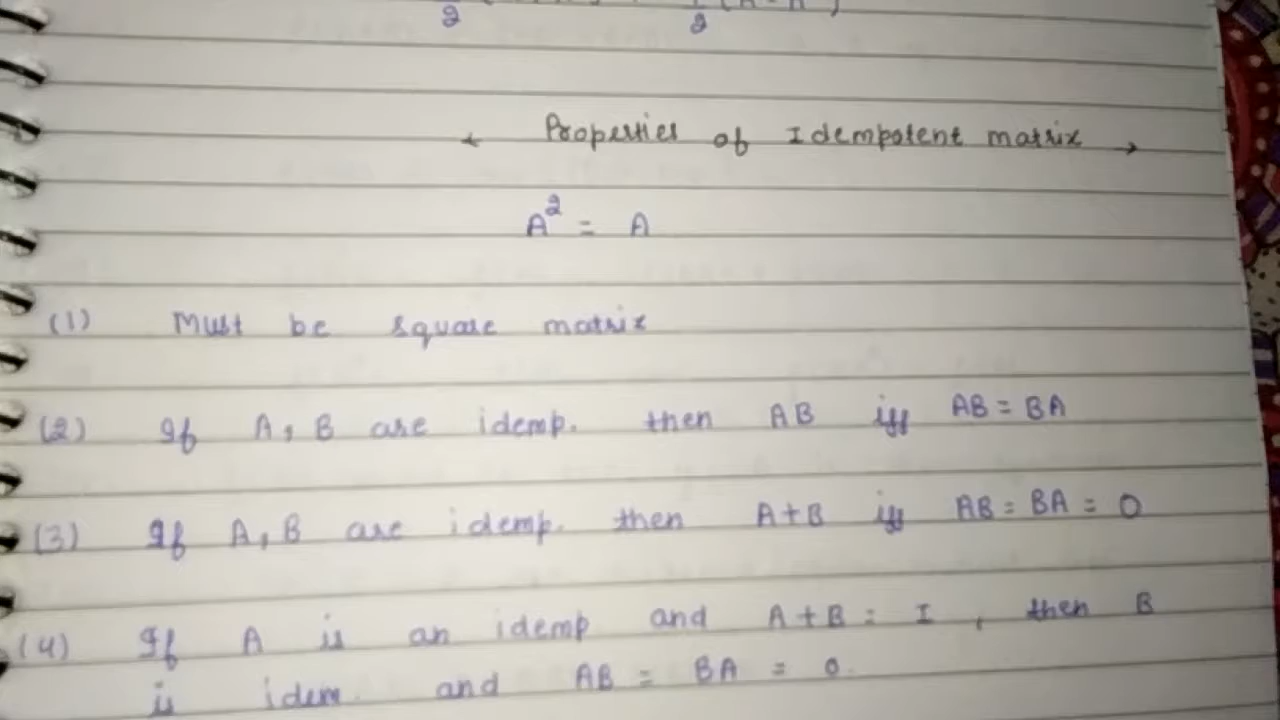 2 2
Properties of Idempotent matrix
A² = A
(1) Must be square matrix
(2) If A, B are idemp. then AB iff AB = BA
(3) If A, B are idemp. then A+B iff AB = BA = 0
(4) If A is an idemp and A+B = I, then B
is idem. and AB = BA = 0.